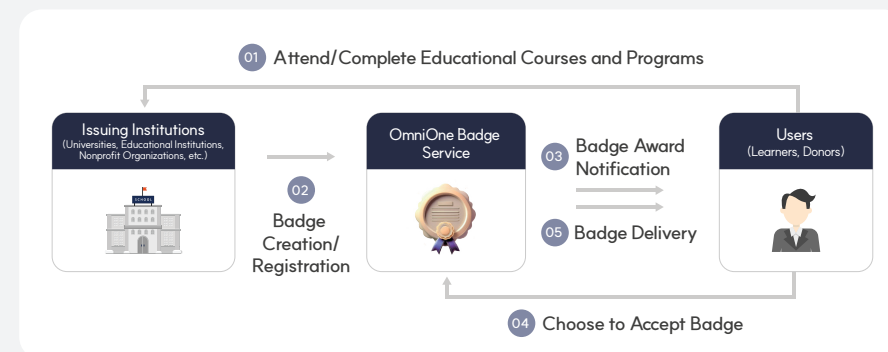 01 Attend/Complete Educational Courses and Programs
Issuing Institutions
(Universities, Educational Institutions,
Nonprofit Organizations, etc.)
SCHOOL
02
Badge
Creation/
Registration
OmniOne Badge
Service
03 Badge Award
Notification
05 Badge Delivery
Users
(Learners, Donors)
04 Choose to Accept Badge